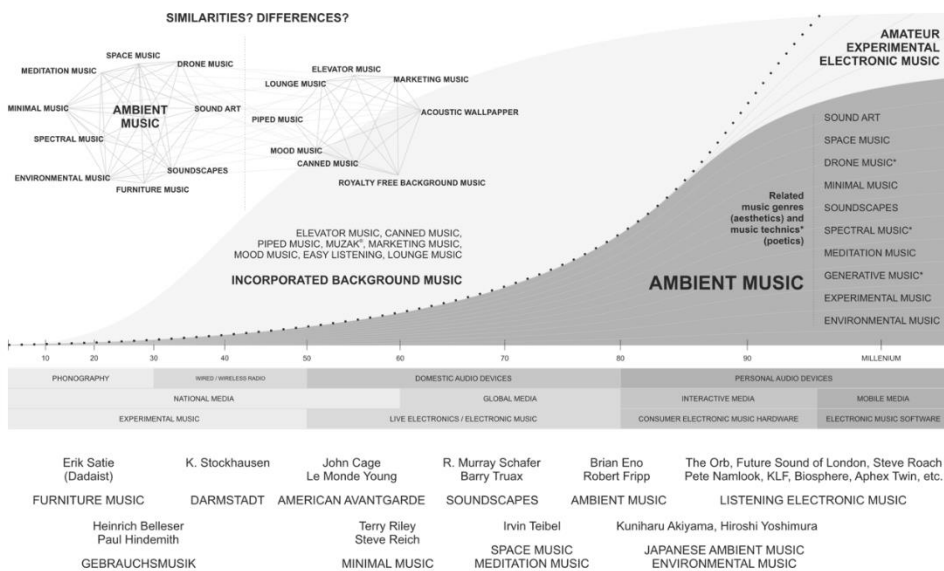 SIMILARITIES? DIFFERENCES?
SPACE MUSIC
DRONE MUSIC
MEDITATION MUSIC
MINIMAL MUSIC
AMBIENT
MUSIC
SOUND ART
SPECTRAL MUSIC
SOUNDSCAPES
ENVIRONMENTAL MUSIC
FURNITURE MUSIC
ELEVATOR MUSIC
LOUNGE MUSIC
MARKETING MUSIC
ACOUSTIC WALLPAPPER
PIPED MUSIC
MOOD MUSIC
CANNED MUSIC
ROYALTY FREE BACKGROUND MUSIC
ELEVATOR MUSIC, CANNED MUSIC,
PIPED MUSIC, MUZAK®, MARKETING MUSIC,
MOOD MUSIC, EASY LISTENING, LOUNGE MUSIC
INCORPORATED BACKGROUND MUSIC
AMATEUR
EXPERIMENTAL
ELECTRONIC MUSIC
Related
music genres
(aesthetics) and
music technics*
(poetics)
AMBIENT MUSIC
SOUND ART
SPACE MUSIC
DRONE MUSIC*
MINIMAL MUSIC
SOUNDSCAPES
SPECTRAL MUSIC*
MEDITATION MUSIC
GENERATIVE MUSIC*
EXPERIMENTAL MUSIC
ENVIRONMENTAL MUSIC
10 20 30 40 50 60 70 80 90 MILLENIUM
PHONOGRAPHY WIRED / WIRELESS RADIO DOMESTIC AUDIO DEVICES PERSONAL AUDIO DEVICES
NATIONAL MEDIA GLOBAL MEDIA INTERACTIVE MEDIA MOBILE MEDIA
EXPERIMENTAL MUSIC LIVE ELECTRONICS / ELECTRONIC MUSIC CONSUMER ELECTRONIC MUSIC HARDWARE ELECTRONIC MUSIC SOFTWARE
Erik Satie
(Dadaist)
FURNITURE MUSIC
K. Stockhausen
DARMSTADT
John Cage
Le Monde Young
AMERICAN AVANTGARDE
R. Murray Schafer
Barry Truax
SOUNDSCAPES
Brian Eno
Robert Fripp
AMBIENT MUSIC
The Orb, Future Sound of London, Steve Roach
Pete Namlook, KLF, Biosphere, Aphex Twin, etc.
LISTENING ELECTRONIC MUSIC
Heinrich Belleser
Paul Hindemith
GEBRAUCHSMUSIK
Terry Riley
Steve Reich
MINIMAL MUSIC
Irvin Teibel
SPACE MUSIC
MEDITATION MUSIC
Kuniharu Akiyama, Hiroshi Yoshimura
JAPANESE AMBIENT MUSIC
ENVIRONMENTAL MUSIC